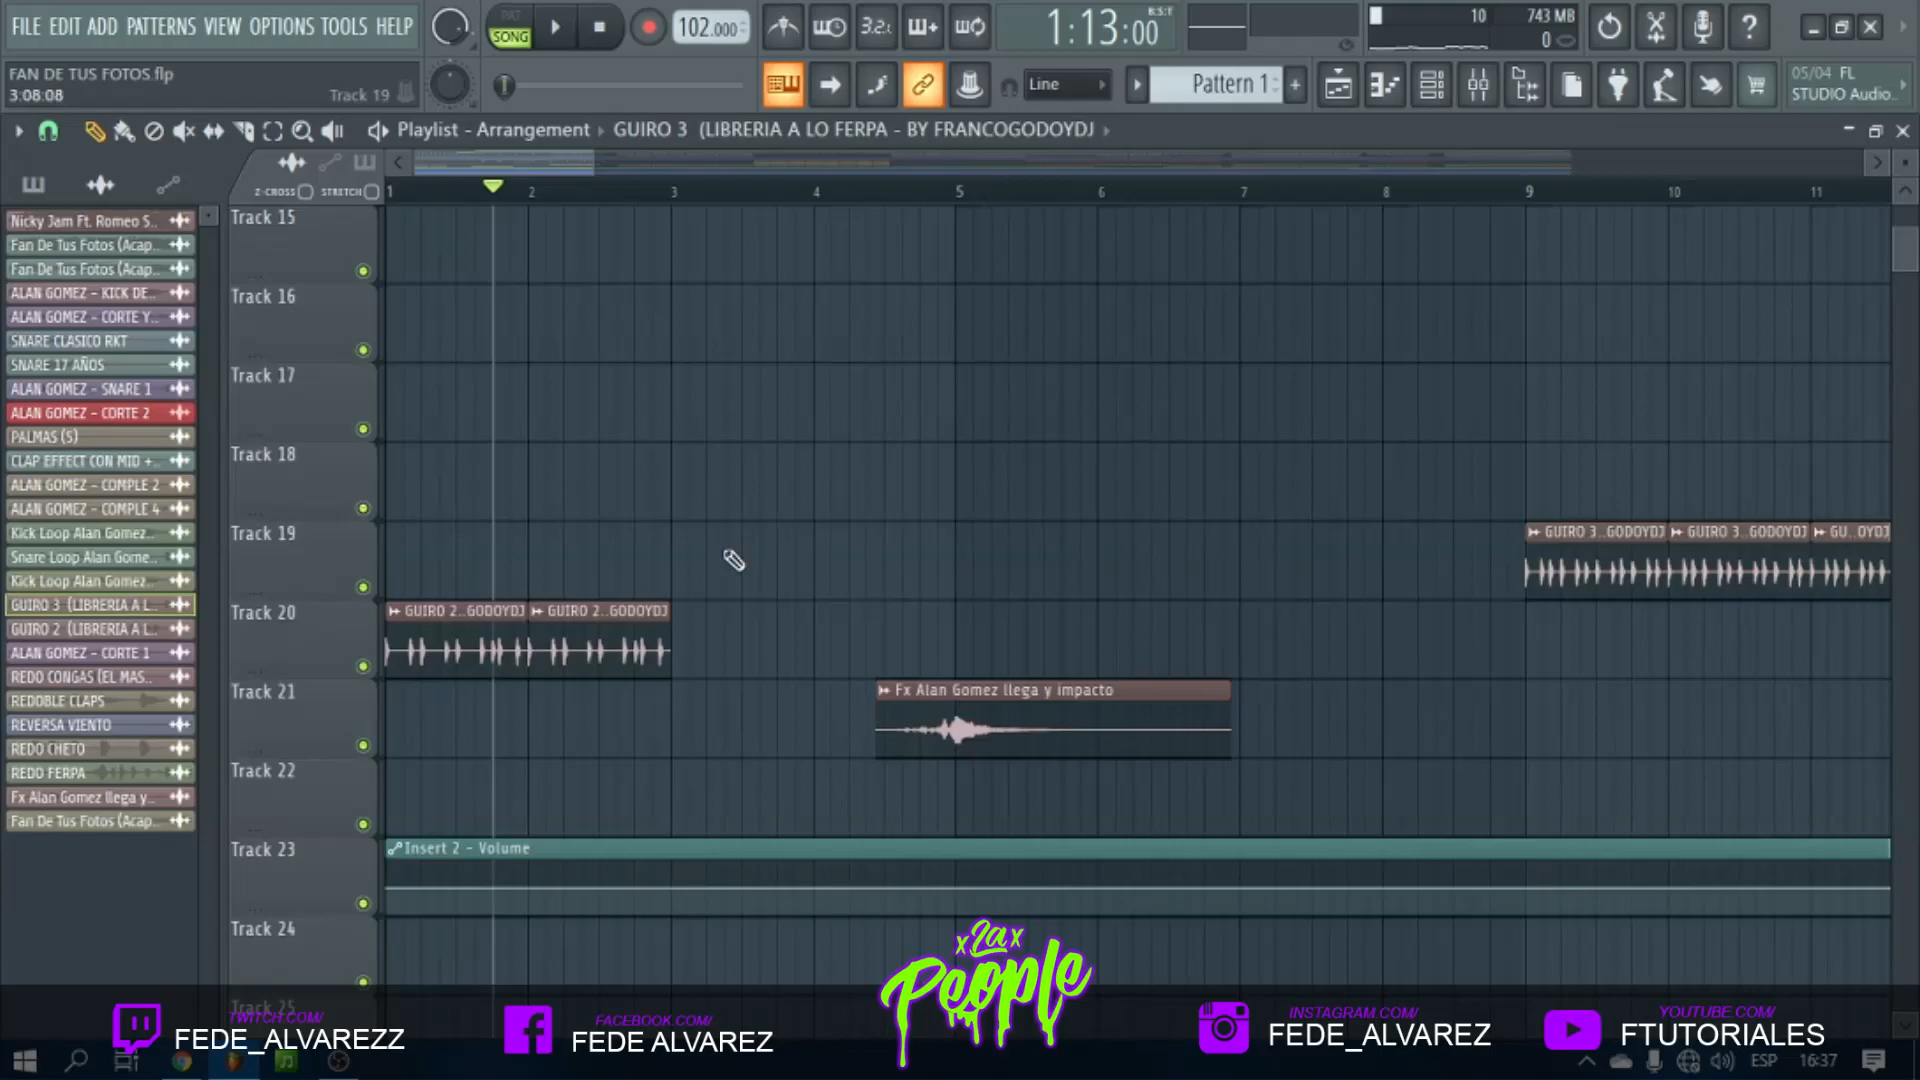 FILE EDIT ADD PATTERNS VIEW OPTIONS TOOLS HELP
PAT
SONG
102.000
3.2.
1:13:00
B:S:T
10
743 MB
0
FAN DE TUS FOTOS.flp
3:08:08
Track 19
Line
Pattern 1
05/04 FL
STUDIO Audio..
Playlist - Arrangement
GUIRO 3 (LIBRERIA A LO FERPA - BY FRANCOGODOYDJ
Z-CROSS
STRETCH
1 2 3 4 5 6 7 8 9 10 11
Nicky Jam Ft. Romeo S..
Fan De Tus Fotos (Acap..
Fan De Tus Fotos (Acap..
ALAN GOMEZ - KICK DE..
ALAN GOMEZ - CORTE Y..
SNARE CLASICO RKT
SNARE 17 AÑOS
ALAN GOMEZ - SNARE 1
ALAN GOMEZ - CORTE 2
PALMAS (S)
CLAP EFFECT CON MID +..
ALAN GOMEZ - COMPLE 2
ALAN GOMEZ - COMPLE 4
Kick Loop Alan Gomez..
Snare Loop Alan Gome..
Kick Loop Alan Gomez..
GUIRO 3 (LIBRERIA A L..
GUIRO 2 (LIBRERIA A L..
ALAN GOMEZ - CORTE 1
REDO CONGAS (EL MAS..
REDOBLE CLAPS
REVERSA VIENTO
REDO CHETO
REDO FERPA
Fx Alan Gomez llega y..
Fan De Tus Fotos (Acap..
Track 15
Track 16
Track 17
Track 18
Track 19
GUIRO 3..GODOYDJ
GUIRO 3..GODOYDJ
GU..OYDJ
Track 20
GUIRO 2..GODOYDJ
GUIRO 2..GODOYDJ
Track 21
Fx Alan Gomez llega y impacto
Track 22
Track 23
Insert 2 - Volume
Track 24
Track 25
x2ax
People
TWITCH.COM/
FEDE_ALVAREZZ
FACEBOOK.COM/
FEDE ALVAREZ
INSTAGRAM.COM/
FEDE_ALVAREZ
YOUTUBE.COM/
FTUTORIALES
ESP
16:37